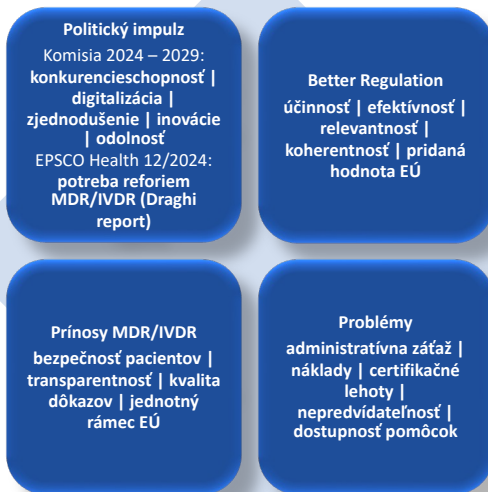 Politický impulz
Komisia 2024 – 2029:
konkurencieschopnosť |
digitalizácia |
zjednodušenie | inovácie
| odolnosť
EPSCO Health 12/2024:
potreba reforiem
MDR/IVDR (Draghi
report)
Better Regulation
účinnosť | efektívnosť |
relevantnosť |
koherentnosť | pridaná
hodnota EÚ
Prínosy MDR/IVDR
bezpečnosť pacientov |
transparentnosť | kvalita
dôkazov | jednotný
rámec EÚ
Problémy
administratívna záťaž |
náklady | certifikačné
lehoty |
nepredvídateľnosť |
dostupnosť pomôcok